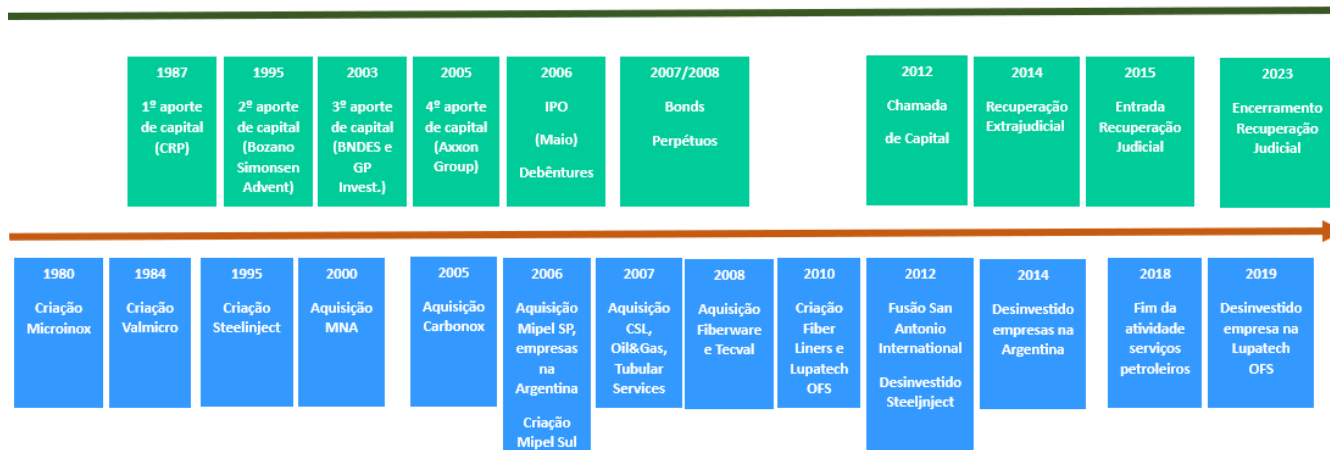 1987
1º aporte
de capital
(CRP)
1995
2º aporte
de capital
(Bozano
Simonsen
Advent)
2003
3º aporte
de capital
(BNDES e
GP
Invest.)
2005
4º aporte
de capital
(Axxon
Group)
2006
IPO
(Maio)
Debêntures
2007/2008
Bonds
Perpétuos
2012
Chamada
de Capital
2014
Recuperação
Extrajudicial
2015
Entrada
Recuperação
Judicial
2023
Encerramento
Recuperação
Judicial
1980
Criação
Microinox
1984
Criação
Valmicro
1995
Criação
Steelinject
2000
Aquisição
MNA
2005
Aquisição
Carbonox
2006
Aquisição
Mipel SP,
empresas
na
Argentina
Criação
Mipel Sul
2007
Aquisição
CSL,
Oil&Gas,
Tubular
Services
2008
Aquisição
Fiberware
e Tecval
2010
Criação
Fiber
Liners e
Lupatech
OFS
2012
Fusão San
Antonio
International
Desinvestido
Steeljnject
2014
Desinvestido
empresas na
Argentina
2018
Fim da
atividade
serviços
petroleiros
2019
Desinvestido
empresa na
Lupatech
OFS